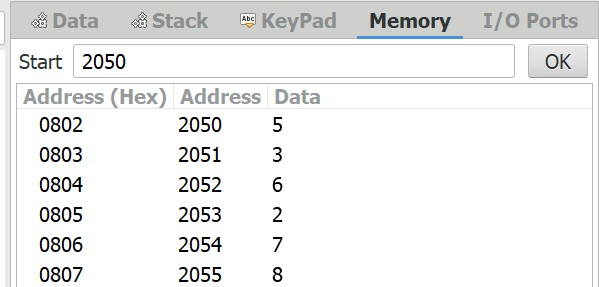 Data Stack Abc KeyPad Memory I/O Ports
Start 2050 OK
Address (Hex) Address Data
0802 2050 5
0803 2051 3
0804 2052 6
0805 2053 2
0806 2054 7
0807 2055 8